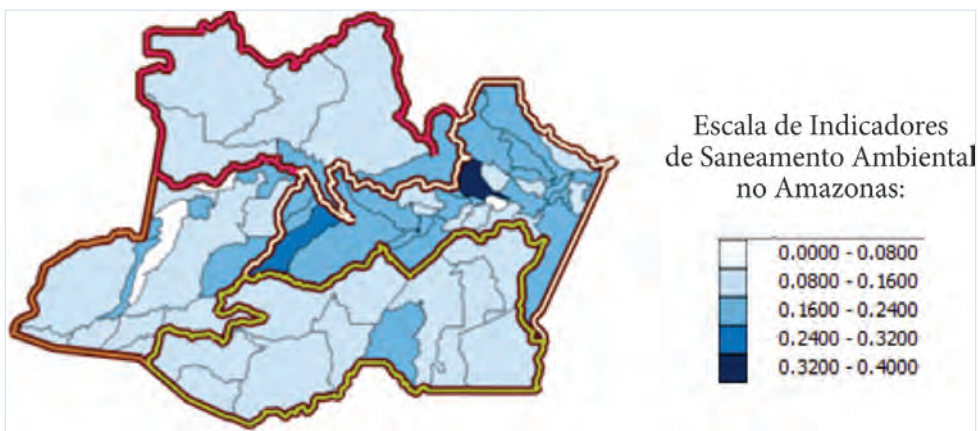 Escala de Indicadores
de Saneamento Ambiental
no Amazonas:
0.0000 - 0.0800
0.0800 - 0.1600
0.1600 - 0.2400
0.2400 - 0.3200
0.3200 - 0.4000